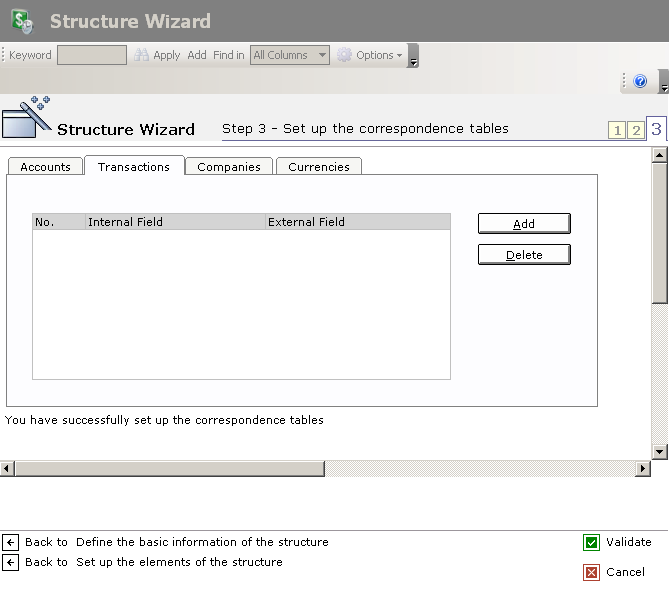 Structure Wizard
Keyword Apply Add Find in All Columns Options
Structure Wizard Step 3 - Set up the correspondence tables 1 2 3
Accounts Transactions Companies Currencies
No. Internal Field External Field Add
Delete
You have successfully set up the correspondence tables
Back to Define the basic information of the structure Validate
Back to Set up the elements of the structure
Cancel